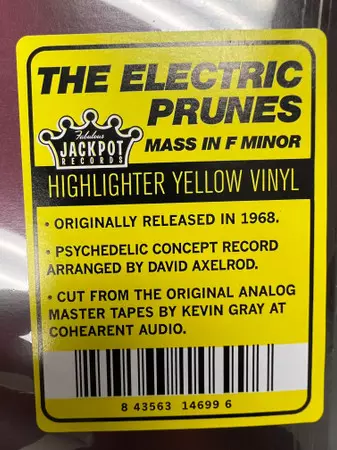 THE ELECTRIC
PRUNES
MASS IN F MINOR
Fabulous
JACKPOT
RECORDS
HIGHLIGHTER YELLOW VINYL
• ORIGINALLY RELEASED IN 1968.
• PSYCHEDELIC CONCEPT RECORD
ARRANGED BY DAVID AXELROD.
• CUT FROM THE ORIGINAL ANALOG
MASTER TAPES BY KEVIN GRAY AT
COHEARENT AUDIO.
8 43563 14699 6